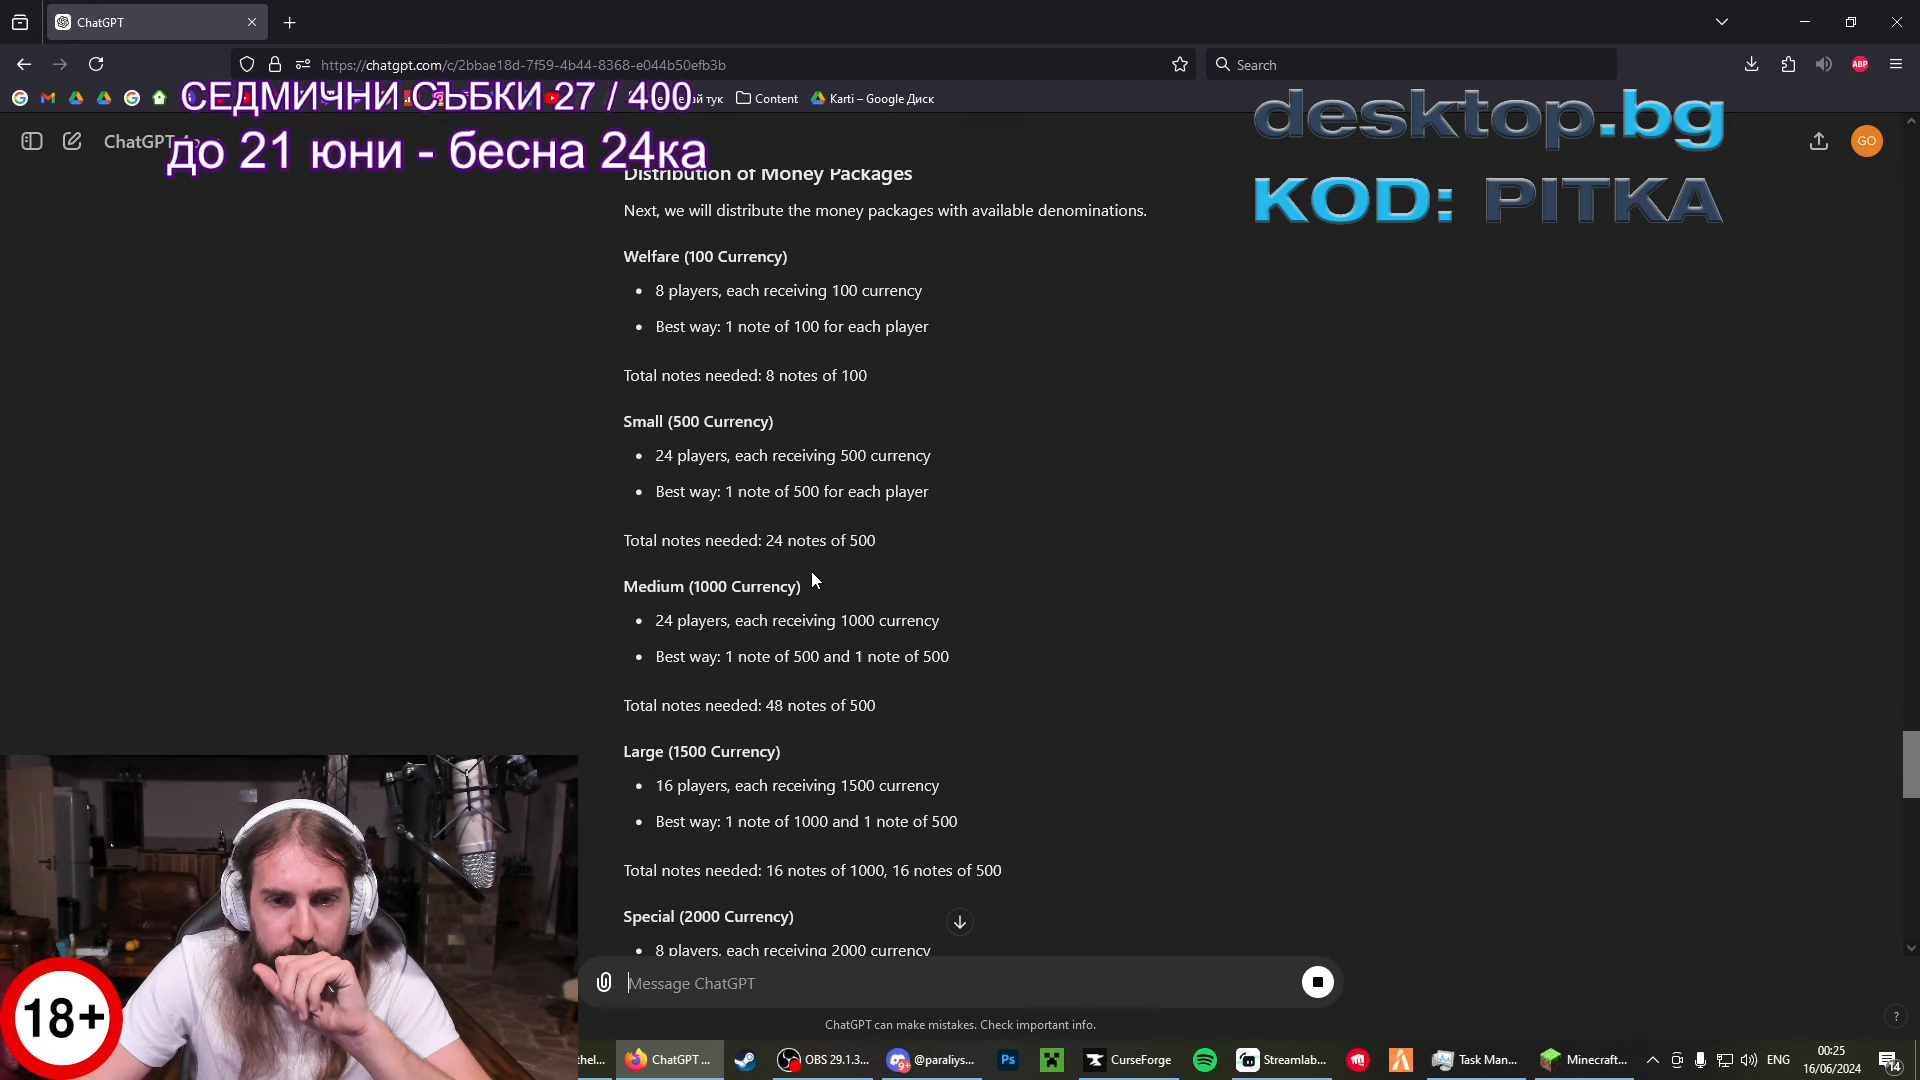 ChatGPT
https://chatgpt.com/c/2bbae18d-7f59-4b44-8368-e044b50efb3b
Search
ABP
СЕДМИЧНИ СЪБКИ 27 / 400
тук
Content
Karti – Google Диск
до 21 юни - бесна 24ка
desktop.bg
KOD: PITKA
ChatGPT
GO
Distribution of Money Packages
Next, we will distribute the money packages with available denominations.
Welfare (100 Currency)
• 8 players, each receiving 100 currency
• Best way: 1 note of 100 for each player
Total notes needed: 8 notes of 100
Small (500 Currency)
• 24 players, each receiving 500 currency
• Best way: 1 note of 500 for each player
Total notes needed: 24 notes of 500
Medium (1000 Currency)
• 24 players, each receiving 1000 currency
• Best way: 1 note of 500 and 1 note of 500
Total notes needed: 48 notes of 500
Large (1500 Currency)
• 16 players, each receiving 1500 currency
• Best way: 1 note of 1000 and 1 note of 500
Total notes needed: 16 notes of 1000, 16 notes of 500
Special (2000 Currency)
• 8 players, each receiving 2000 currency
Message ChatGPT
ChatGPT can make mistakes. Check important info.
?
18+
thel...
ChatGPT ...
OBS 29.1.3...
9+
@paraliys...
Ps
CurseForge
Streamlab...
Task Man...
Minecraft...
ENG
00:25
16/06/2024
14